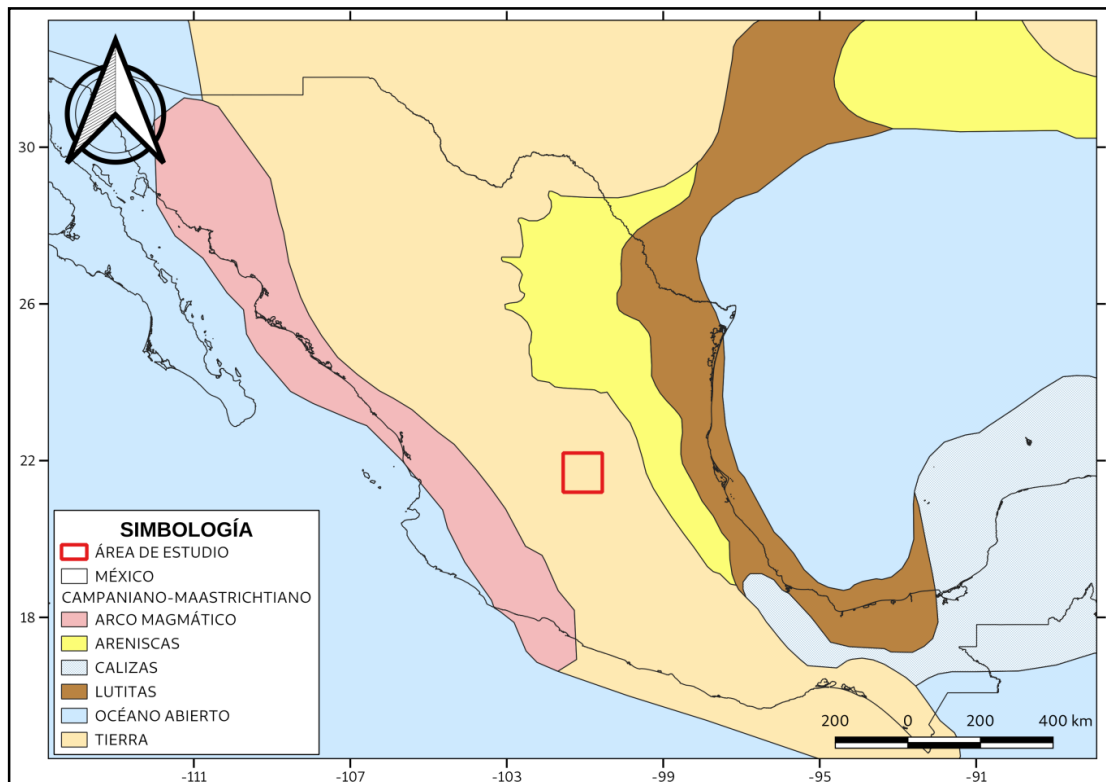 30
26
22
18
-111
-107
-103
-99
-95
-91
SIMBOLOGÍA
ÁREA DE ESTUDIO
MÉXICO
CAMPANIANO-MAASTRICHTIANO
ARCO MAGMÁTICO
ARENISCAS
CALIZAS
LUTITAS
OCÉANO ABIERTO
TIERRA
200 0 200 400 km